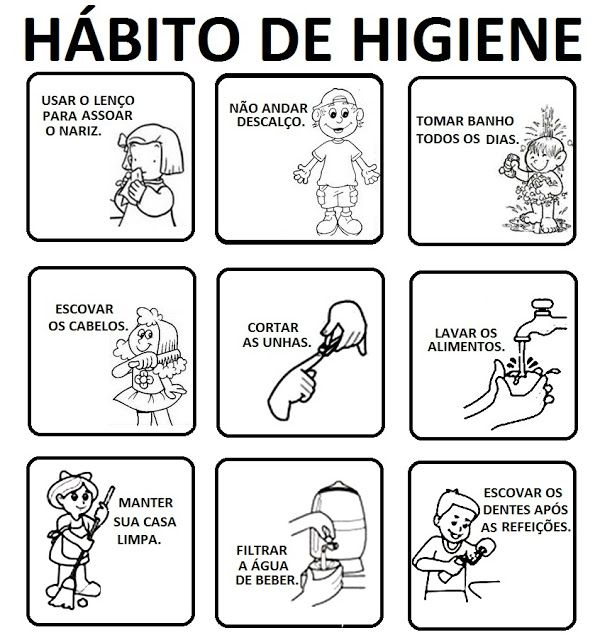 HÁBITO DE HIGIENE
USAR O LENÇO
PARA ASSOAR
O NARIZ.
NÃO ANDAR
DESCALÇO.
TOMAR BANHO
TODOS OS DIAS.
ESCOVAR
OS CABELOS.
CORTAR
AS UNHAS.
LAVAR OS
ALIMENTOS.
MANTER
SUA CASA
LIMPA.
FILTRAR
A ÁGUA
DE BEBER.
ESCOVAR OS
DENTES APÓS
AS REFEIÇÕES.